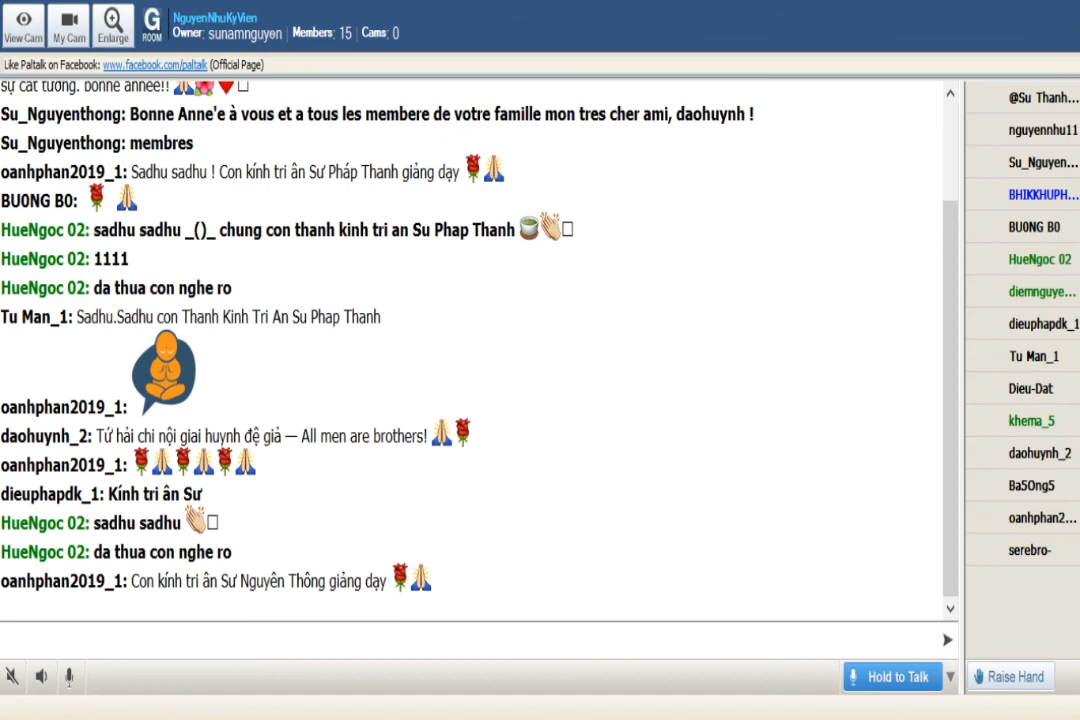 View Cam My Cam Enlarge G ROOM NguyenNhuKyVien
Owner: sunamnguyen Members: 15 Cams: 0
Like Paltalk on Facebook: www.facebook.com/paltalk (Official Page)
sự cát tường. bonne année!! 🙏🌺♥️□
Su_Nguyenthong: Bonne Anne'e à vous et a tous les membere de votre famille mon tres cher ami, daohuynh !
Su_Nguyenthong: membres
oanhphan2019_1: Sadhu sadhu ! Con kính tri ân Sư Pháp Thanh giảng dạy 🌹🙏
BU0NG B0: 🌹 🙏
HueNgoc 02: sadhu sadhu _()_ chung con thanh kinh tri an Su Phap Thanh 🍵👏□
HueNgoc 02: 1111
HueNgoc 02: da thua con nghe ro
Tu Man_1: Sadhu.Sadhu con Thanh Kinh Tri An Su Phap Thanh
oanhphan2019_1:
daohuynh_2: Tứ hải chi nội giai huynh đệ giả — All men are brothers! 🙏🌹
oanhphan2019_1: 🌹🙏🌹🙏🌹🙏
dieuphapdk_1: Kính tri ân Sư
HueNgoc 02: sadhu sadhu 👏□
HueNgoc 02: da thua con nghe ro
oanhphan2019_1: Con kính tri ân Sư Nguyên Thông giảng dạy 🌹🙏
@Su Thanh...
nguyennhu11
Su_Nguyen...
BHIKKHUPH...
BU0NG B0
HueNgoc 02
diemnguye...
dieuphapdk_1
Tu Man_1
Dieu-Dat
khema_5
daohuynh_2
Ba5Ong5
oanhphan2...
serebro-
Hold to Talk
Raise Hand